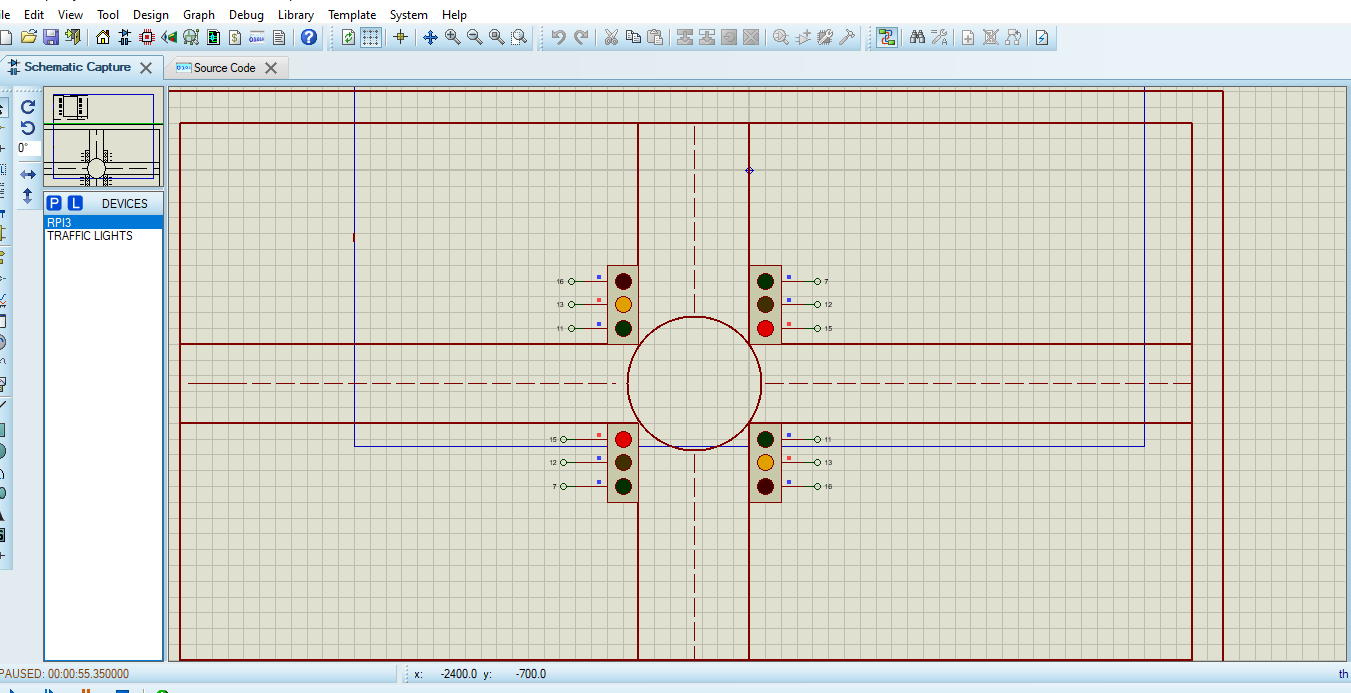 le Edit View Tool Design Graph Debug Library Template System Help
Schematic Capture Source Code
0°
P L DEVICES
RPI3
TRAFFIC LIGHTS
16 7
13 12
11 15
15 11
12 13
7 16
PAUSED: 00:00:55.350000 x: -2400.0 y: -700.0 th